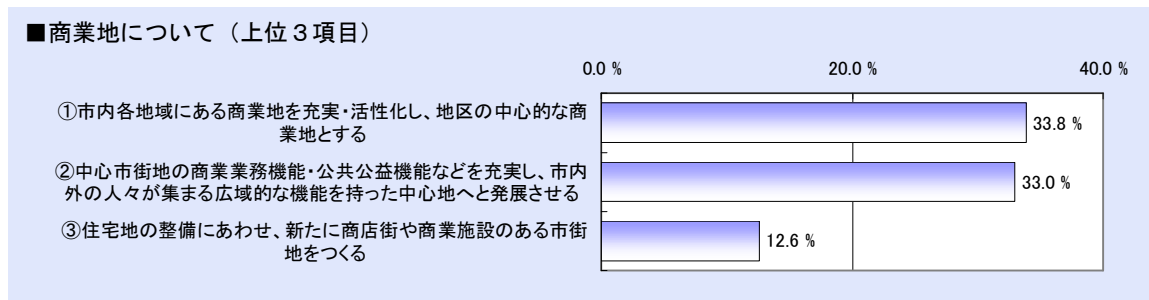 ■商業地について（上位３項目）
0.0 %
20.0 %
40.0 %
①市内各地域にある商業地を充実・活性化し、地区の中心的な商
業地とする
33.8 %
②中心市街地の商業業務機能・公共公益機能などを充実し、市内
外の人々が集まる広域的な機能を持った中心地へと発展させる
33.0 %
③住宅地の整備にあわせ、新たに商店街や商業施設のある市街
地をつくる
12.6 %